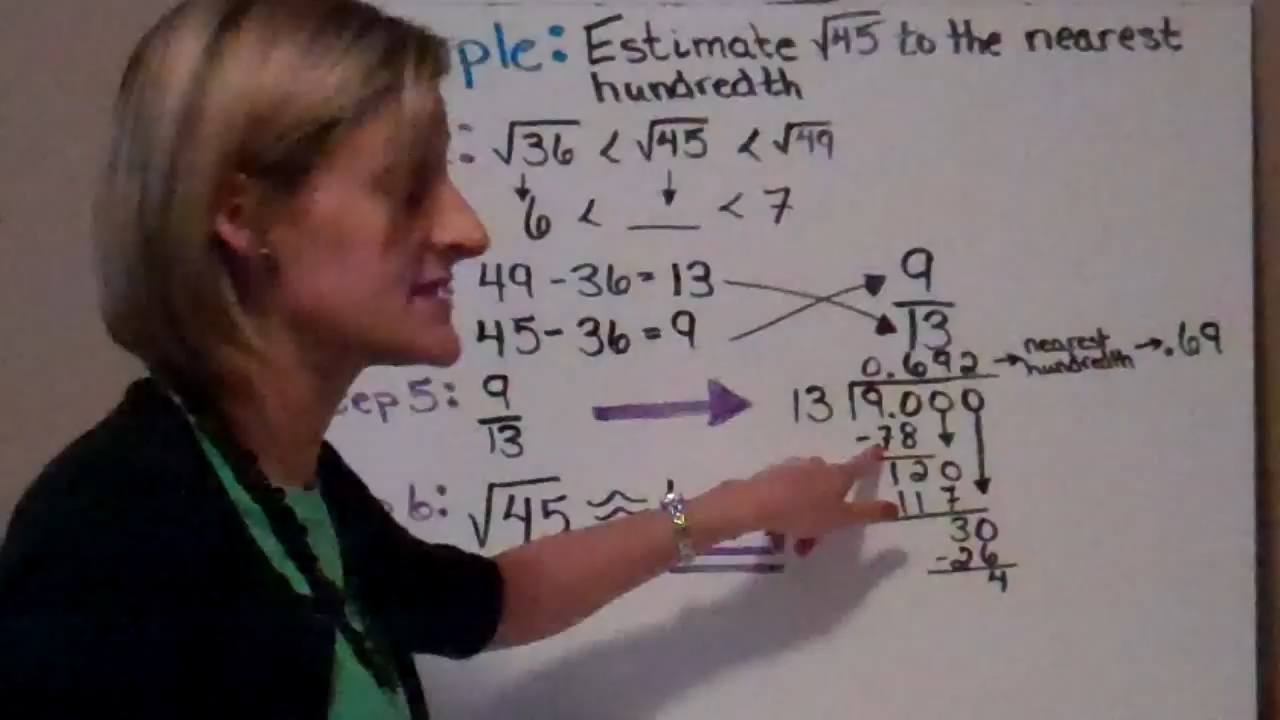 ple: Estimate √45 to the nearest
hundredth
: √36 < √45 < √49
6 < __ < 7
49 - 36 = 13
45 - 36 = 9
9
13
0.692 → nearest hundredth → .69
13 9.000
-78
120
117
30
-26
4
ep 5: 9
13
6: √45 ≈